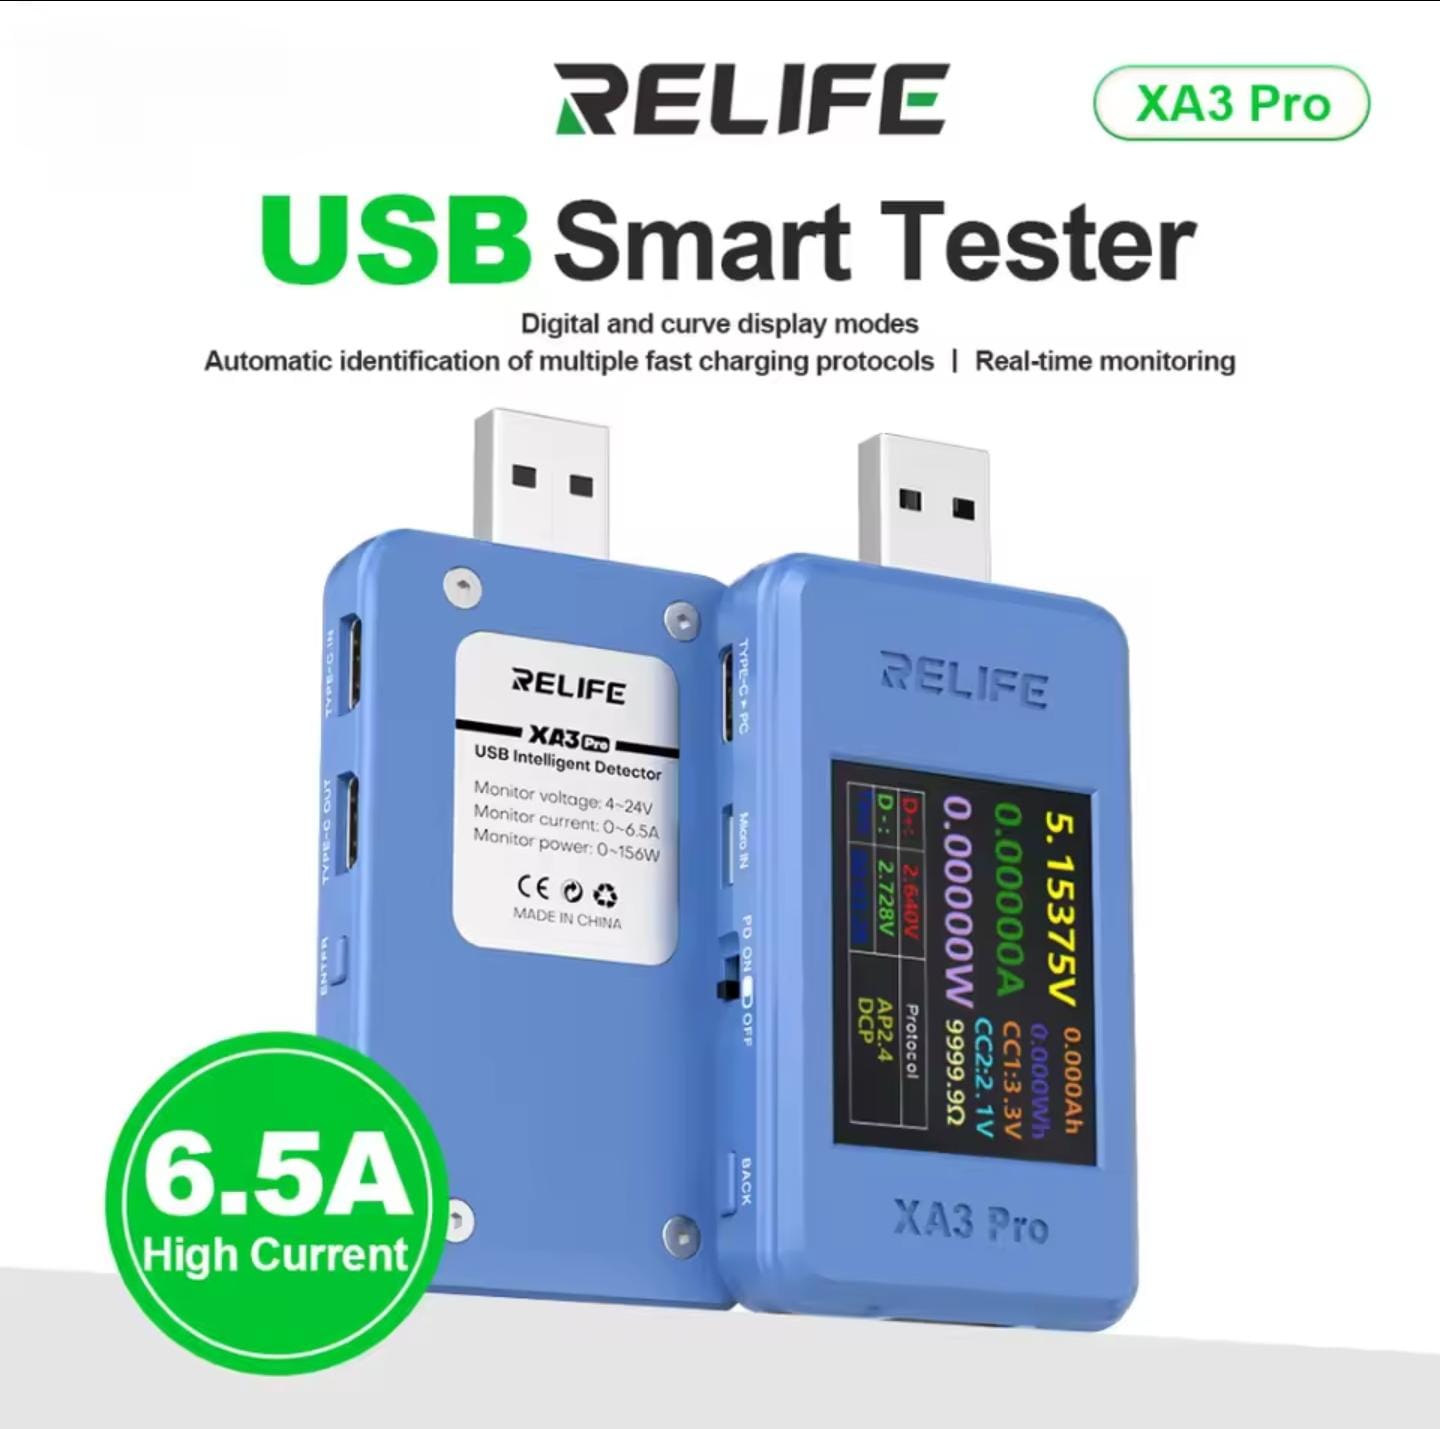 RELIFE
XA3 Pro
USB Smart Tester
Digital and curve display modes
Automatic identification of multiple fast charging protocols | Real-time monitoring
TYPE-C IN
TYPE-C OUT
ENTER
RELIFE
XA3 Pro
USB Intelligent Detector
Monitor voltage: 4~24V
Monitor current: 0~6.5A
Monitor power: 0~156W
CE
MADE IN CHINA
TYPE-C PC
Micro IN
PD ON OFF
BACK
RELIFE
5.15375V
0.00000A
0.00000W
0.000Ah
0.000Wh
CC1:3.3V
CC2:2.1V
9999.9Ω
D+: 2.640V
D-: 2.728V
Protocol
AP2.4
DCP
XA3 Pro
6.5A
High Current